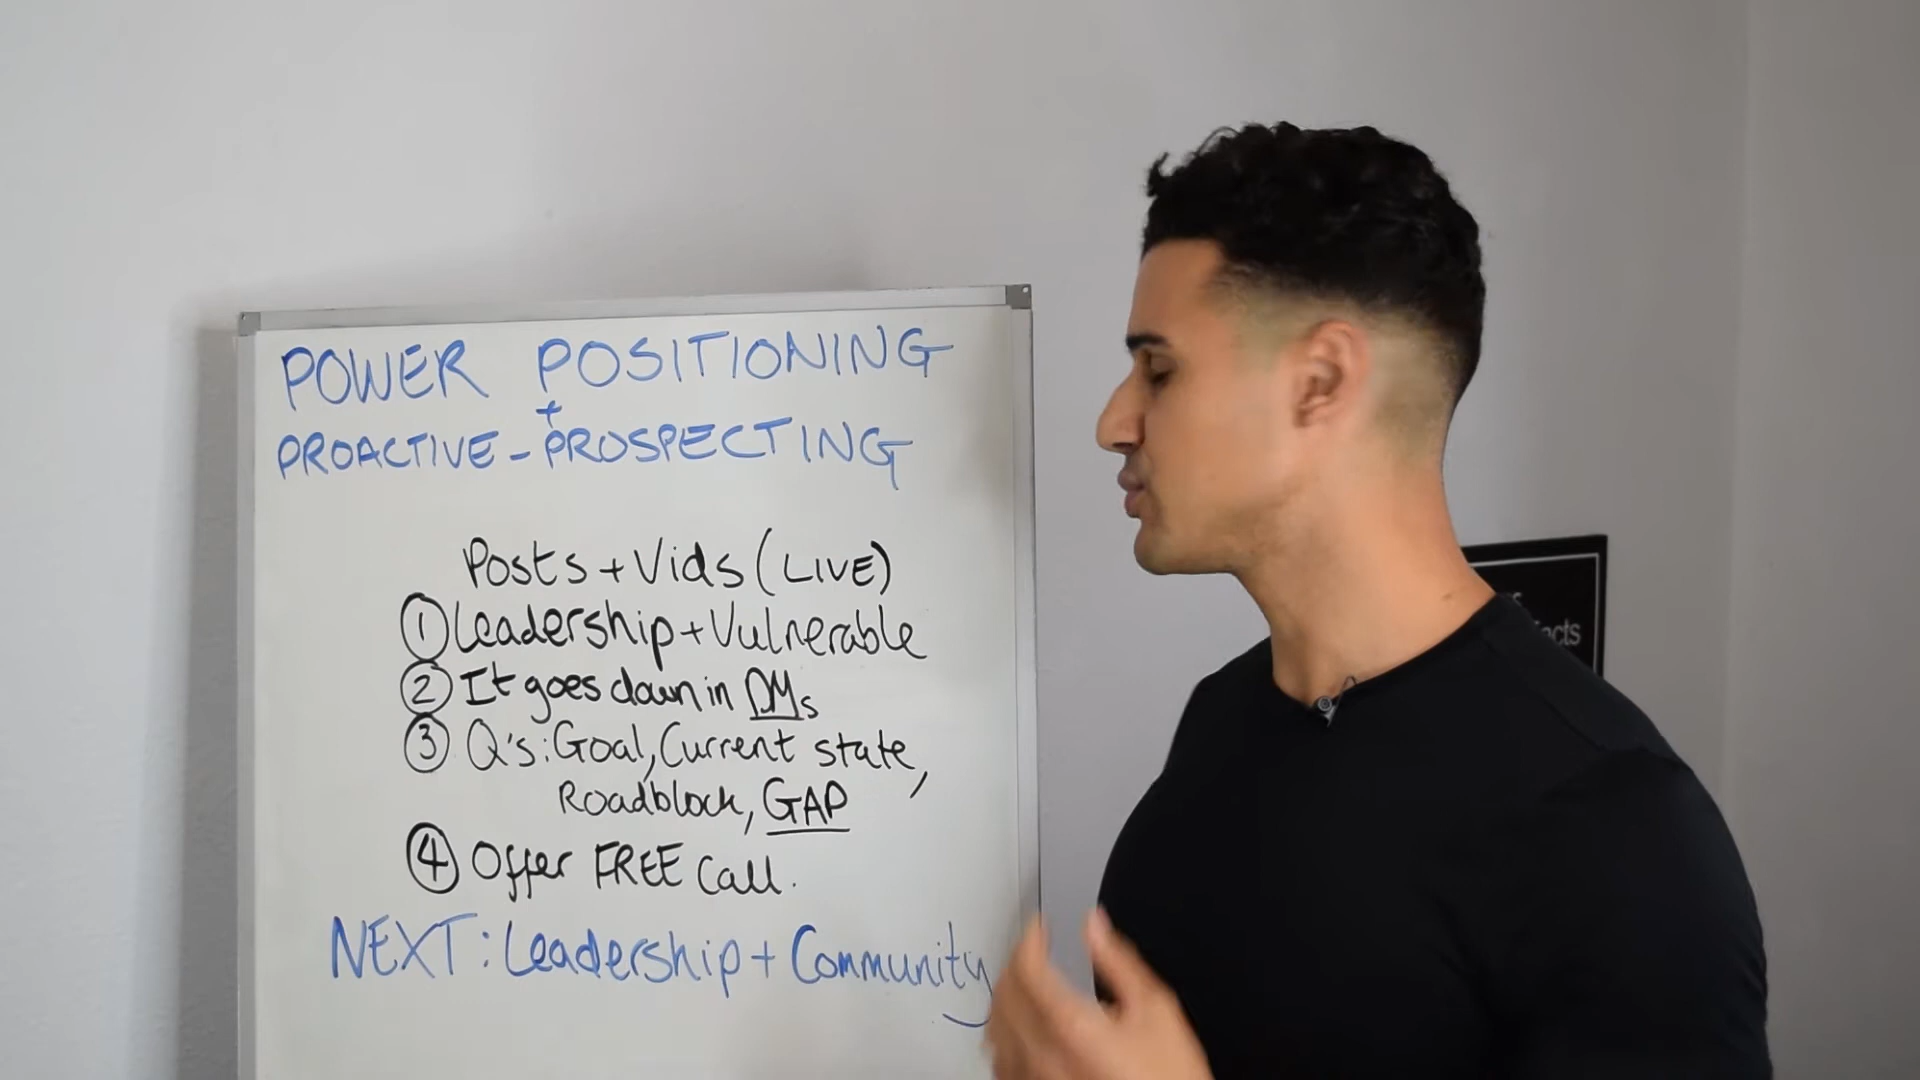 POWER POSITIONING
+
PROACTIVE-PROSPECTING
Posts + Vids (LIVE)
① Leadership + Vulnerable
② It goes down in DMs
③ Q's: Goal, Current state,
Roadblock, GAP
④ Offer FREE Call.
NEXT: Leadership + Community